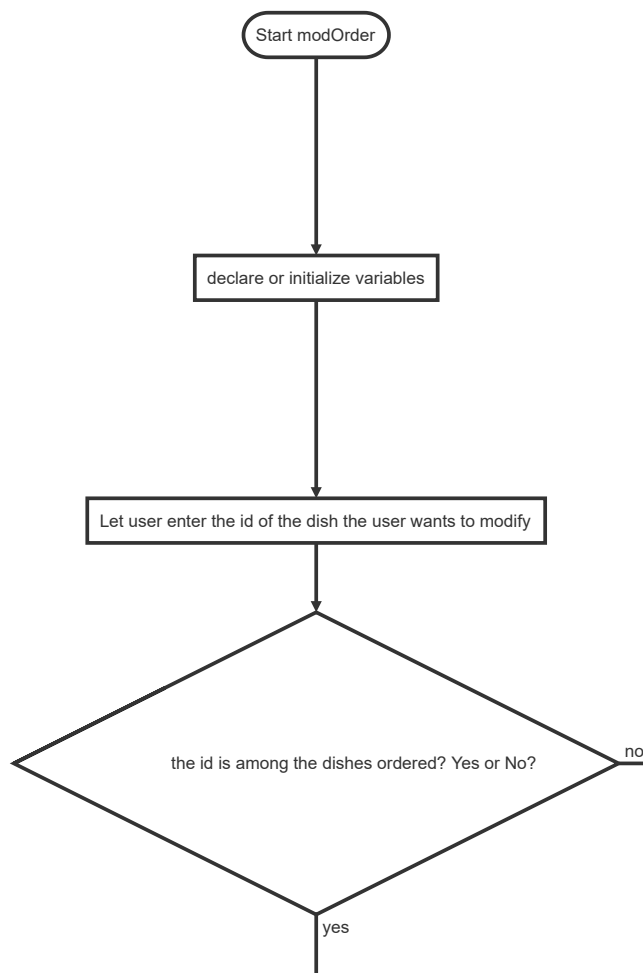 Start modOrder
declare or initialize variables
Let user enter the id of the dish the user wants to modify
the id is among the dishes ordered? Yes or No?
no
yes